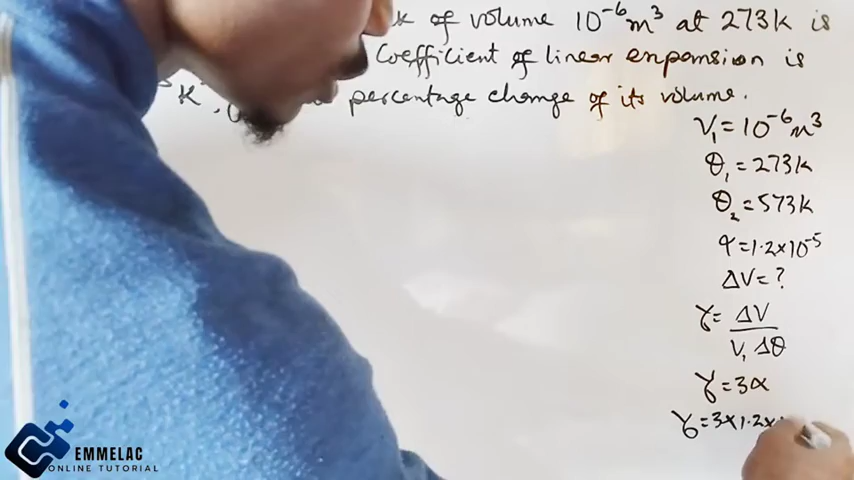 k of volume 10⁻⁶m³ at 273k is
Coefficient of linear expansion is
k⁻
percentage change of its volume.
V₁=10⁻⁶m³
θ₁=273k
θ₂=573k
α=1.2×10⁻⁵
ΔV=?
γ=ΔV/V₁Δθ
γ=3α
γ=3×1.2×
EMMELAC
ONLINE TUTORIAL